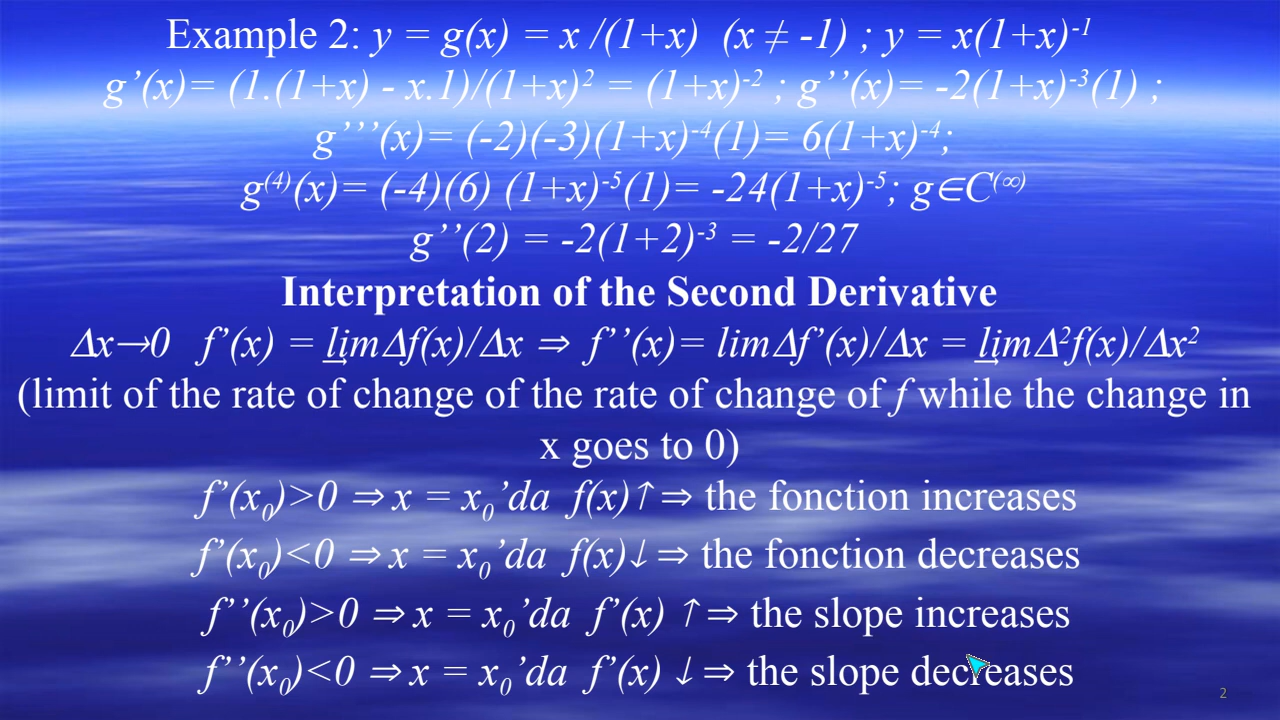 Example 2: y = g(x) = x /(1+x)  (x ≠ -1) ; y = x(1+x)⁻¹
g’(x)= (1.(1+x) - x.1)/(1+x)² = (1+x)⁻² ; g’’(x)= -2(1+x)⁻³(1) ;
g’’’(x)= (-2)(-3)(1+x)⁻⁴(1)= 6(1+x)⁻⁴;
g⁽⁴⁾(x)= (-4)(6) (1+x)⁻⁵(1)= -24(1+x)⁻⁵; g∈C^(∞)
g’’(2) = -2(1+2)⁻³ = -2/27
Interpretation of the Second Derivative
Δx→0  f’(x) = limΔf(x)/Δx ⇒ f’’(x)= limΔf’(x)/Δx = limΔ²f(x)/Δx²
(limit of the rate of change of the rate of change of f while the change in
x goes to 0)
f’(x₀)>0 ⇒ x = x₀’da f(x)↑ ⇒ the fonction increases
f’(x₀)<0 ⇒ x = x₀’da f(x)↓ ⇒ the fonction decreases
f’’(x₀)>0 ⇒ x = x₀’da f’(x) ↑ ⇒ the slope increases
f’’(x₀)<0 ⇒ x = x₀’da f’(x) ↓ ⇒ the slope decreases
2